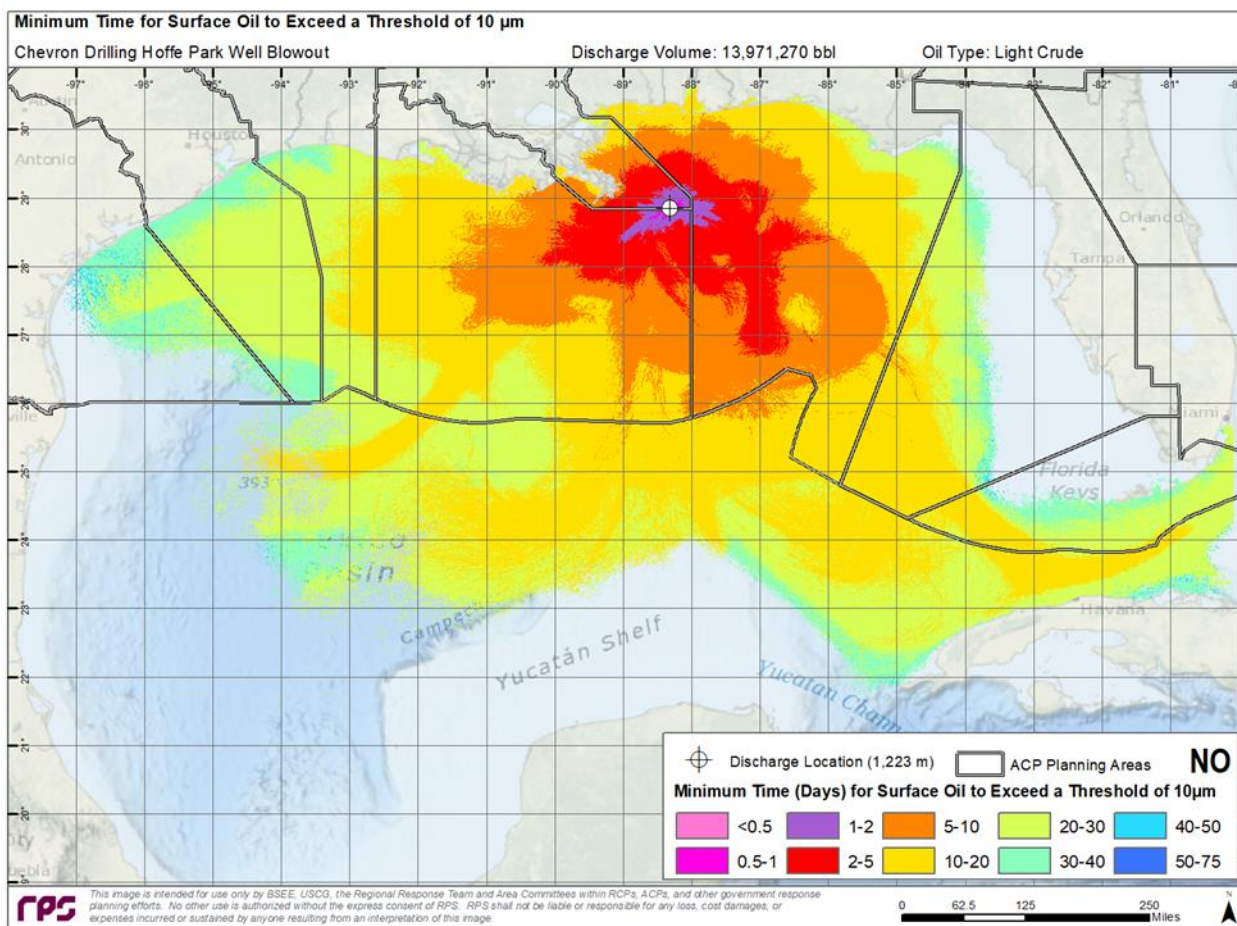 Minimum Time for Surface Oil to Exceed a Threshold of 10 µm
Chevron Drilling Hoffe Park Well Blowout Discharge Volume: 13,971,270 bbl Oil Type: Light Crude
-97° -96° -95° -94° -93° -92° -91° -90° -89° -88° -87° -86° -85° -84° -83° -82° -81°
Austin
30°
Houston
Antonio
29°
Orlando
28°
Tampa
27°
26°
ville
Miami
25°
393
Florida
Keys
24°
sin
23°
Havana
Campech
Yucatán Shelf
22°
Yucatan Chann
21°
20°
Discharge Location (1,223 m) ACP Planning Areas NO
Minimum Time (Days) for Surface Oil to Exceed a Threshold of 10µm
<0.5 1-2 5-10 20-30 40-50
0.5-1 2-5 10-20 30-40 50-75
rps
This image is intended for use only by BSEE, USCG, the Regional Response Team and Area Committees within RCPs, ACPs, and other government response
planning efforts. No other use is authorized without the express consent of RPS. RPS shall not be liable or responsible for any loss, cost damages, or
expenses incurred or sustained by anyone resulting from an interpretation of this image.
0 62.5 125 250
Miles
N